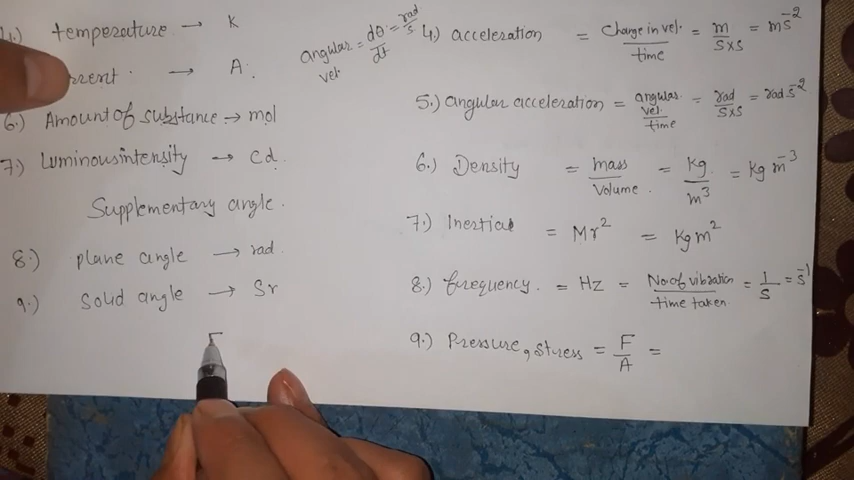 temperature → K
→ A.
6.) Amount of substance → mol
7.) Luminous intensity → Cd.
Supplementary angle.
8.) plane angle → rad
9.) Solid angle → Sr
angular vel. = dθ/dt = rad/s
4.) acceleration = Change in vel./time = m/s×s = ms⁻²
5.) angular acceleration = angular vel./time = rad/s×s = rad s⁻²
6.) Density = mass/Volume. = Kg/m³ = Kg m⁻³
7.) Inertia = Mr² = Kgm²
8.) frequency. = Hz = No. of vibration/time taken. = 1/s = s⁻¹
9.) Pressure, Stress = F/A =